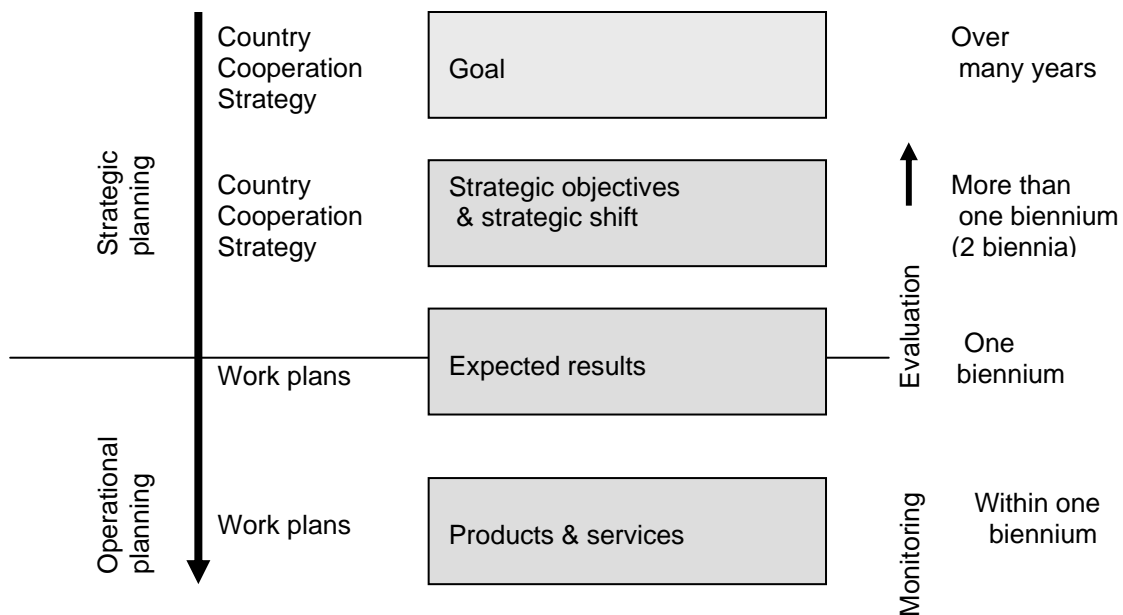 Country
Cooperation
Strategy
Goal
Over
many years
Strategic
planning
Country
Cooperation
Strategy
Strategic objectives
& strategic shift
More than
one biennium
(2 biennia)
Work plans
Expected results
Evaluation
One
biennium
Operational
planning
Work plans
Products & services
Monitoring
Within one
biennium